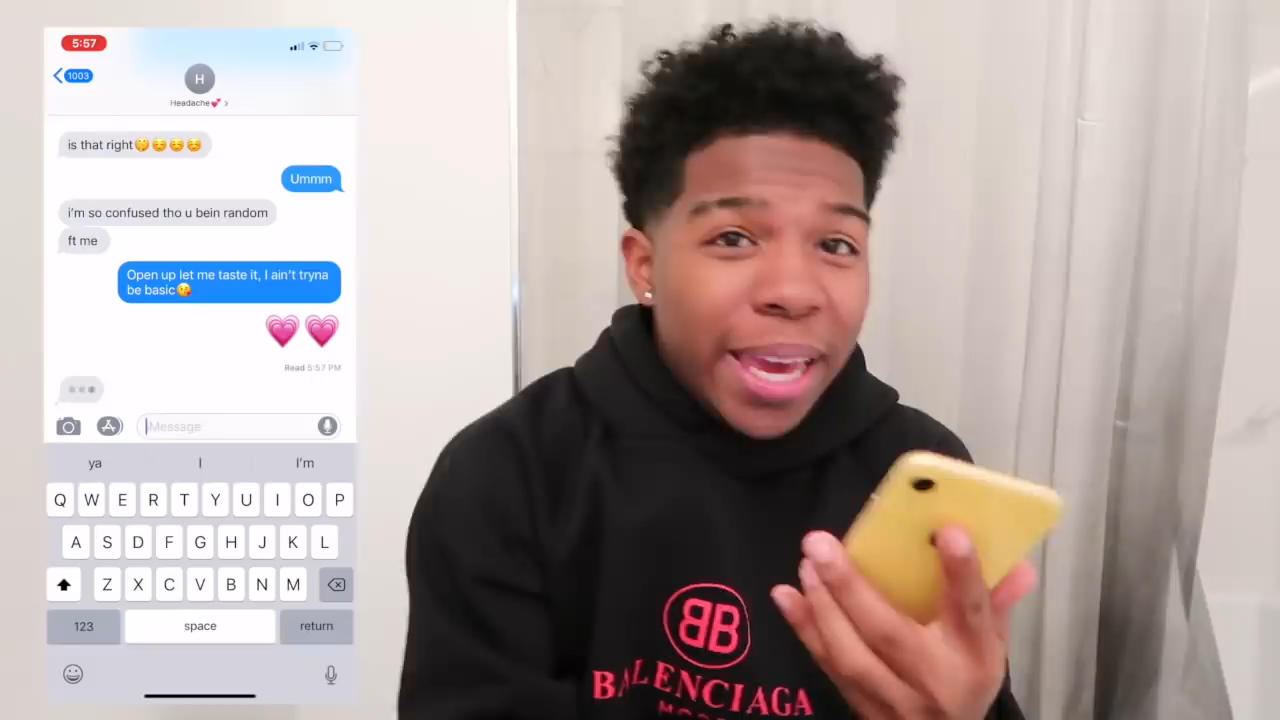 5:57
1003
H
Headache💕 >
is that right🤭☺️☺️☺️
Ummm
i'm so confused tho u bein random
ft me
Open up let me taste it, I ain't tryna
be basic😘
💗💗
Read 5:57 PM
Message
ya I I'm
Q W E R T Y U I O P
A S D F G H J K L
Z X C V B N M
123 space return
BB
BALENCIAGA